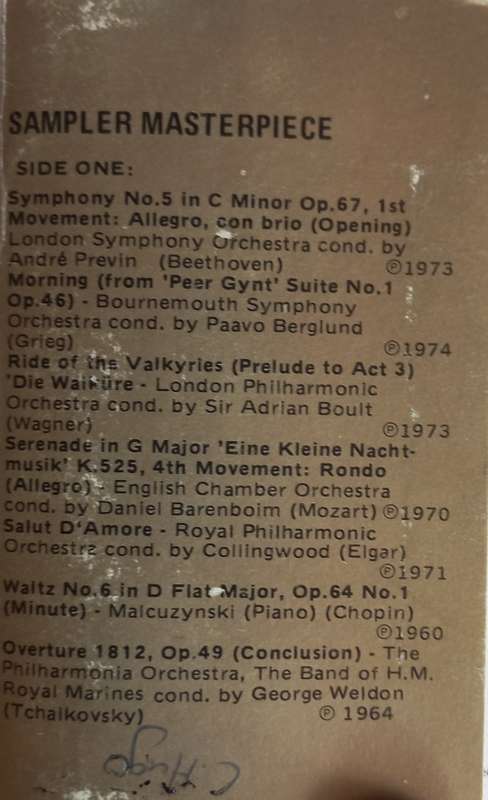 SAMPLER MASTERPIECE
SIDE ONE:
Symphony No.5 in C Minor Op.67, 1st
Movement: Allegro, con brio (Opening)
London Symphony Orchestra cond. by
André Previn (Beethoven) ℗1973
Morning (from 'Peer Gynt' Suite No.1
Op.46) - Bournemouth Symphony
Orchestra cond. by Paavo Berglund
(Grieg) ℗1974
Ride of the Valkyries (Prelude to Act 3)
'Die Walküre - London Philharmonic
Orchestra cond. by Sir Adrian Boult
(Wagner) ℗1973
Serenade in G Major 'Eine Kleine Nacht-
musik' K.525, 4th Movement: Rondo
(Allegro) - English Chamber Orchestra
cond. by Daniel Barenboim (Mozart) ℗1970
Salut D'Amore - Royal Philharmonic
Orchestra cond. by Collingwood (Elgar)
℗1971
Waltz No.6 in D Flat Major, Op.64 No.1
(Minute) - Malcuzynski (Piano) (Chopin)
℗1960
Overture 1812, Op.49 (Conclusion) - The
Philharmonia Orchestra, The Band of H.M.
Royal Marines cond. by George Weldon
(Tchaikovsky) ℗ 1964
C. Hugo